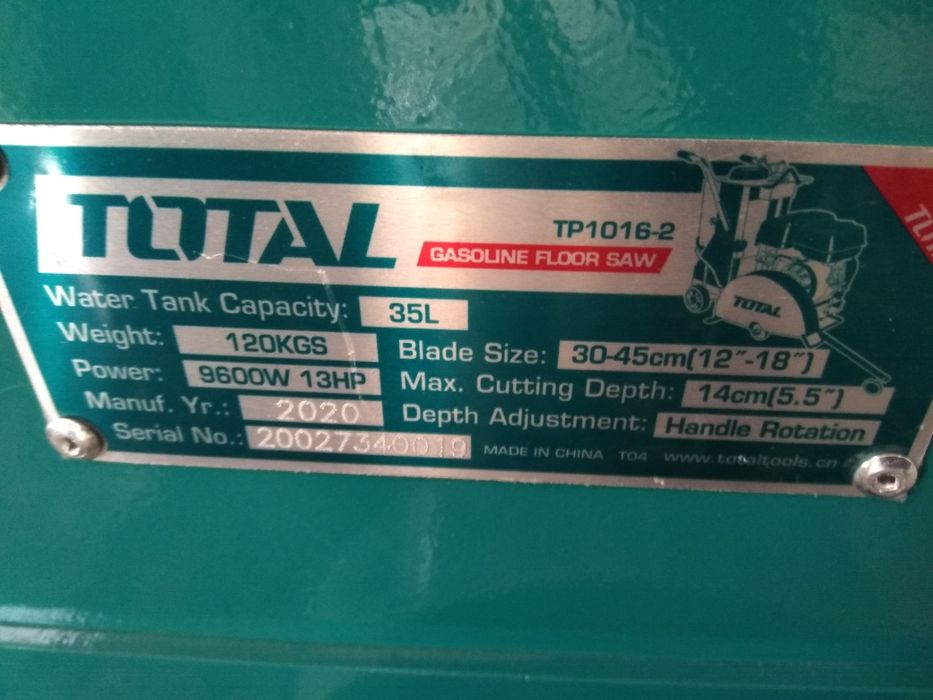 TOTAL
TP1016-2
GASOLINE FLOOR SAW
TOTAL
Water Tank Capacity: 35L
Weight: 120KGS
Power: 9600W 13HP
Manuf. Yr.: 2020
Serial No.: 20027340019
Blade Size: 30-45cm(12″-18″)
Max. Cutting Depth: 14cm(5.5″)
Depth Adjustment: Handle Rotation
MADE IN CHINA T04 www.totaltools.cn